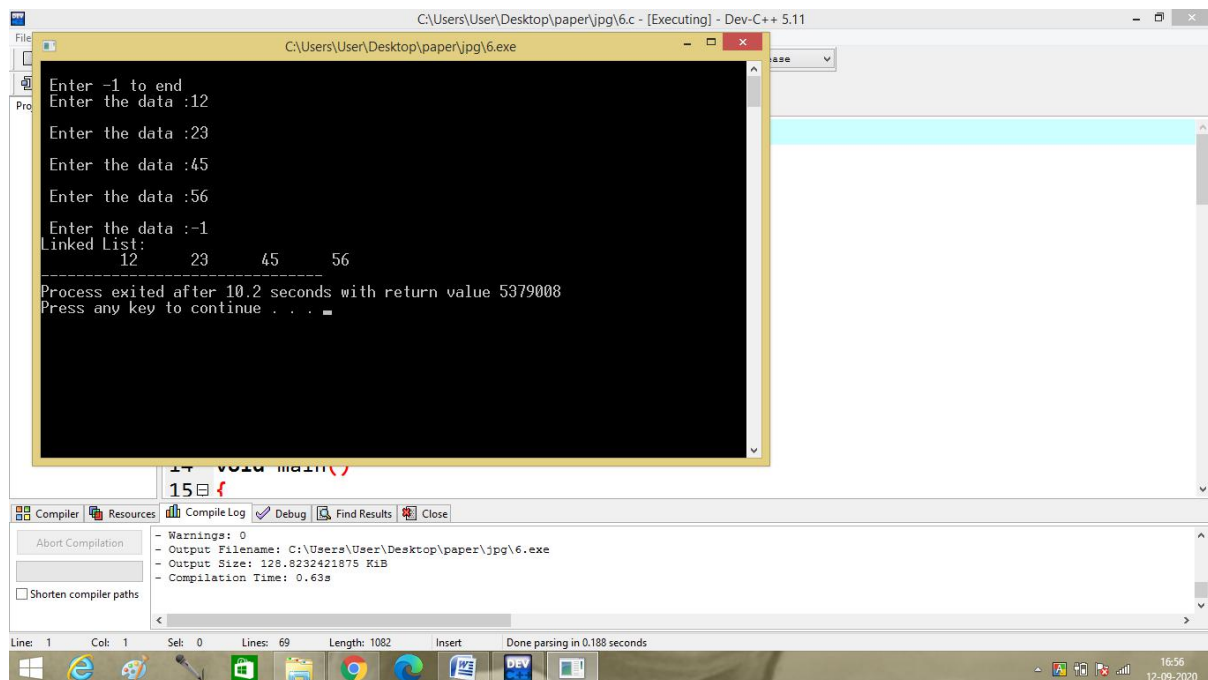 C:\Users\User\Desktop\paper\jpg\6.c - [Executing] - Dev-C++ 5.11
File
C:\Users\User\Desktop\paper\jpg\6.exe
Enter -1 to end
Enter the data :12
Enter the data :23
Enter the data :45
Enter the data :56
Enter the data :-1
Linked List:
12 23 45 56
--------------------------------
Process exited after 10.2 seconds with return value 5379008
Press any key to continue . . .
14 void main()
15 {
Compiler Resources Compile Log Debug Find Results Close
Abort Compilation
Shorten compiler paths
- Warnings: 0
- Output Filename: C:\Users\User\Desktop\paper\jpg\6.exe
- Output Size: 128.8232421875 KiB
- Compilation Time: 0.63s
Line: 1 Col: 1 Sel: 0 Lines: 69 Length: 1082 Insert Done parsing in 0.188 seconds
DEV
16:56
12-09-2020